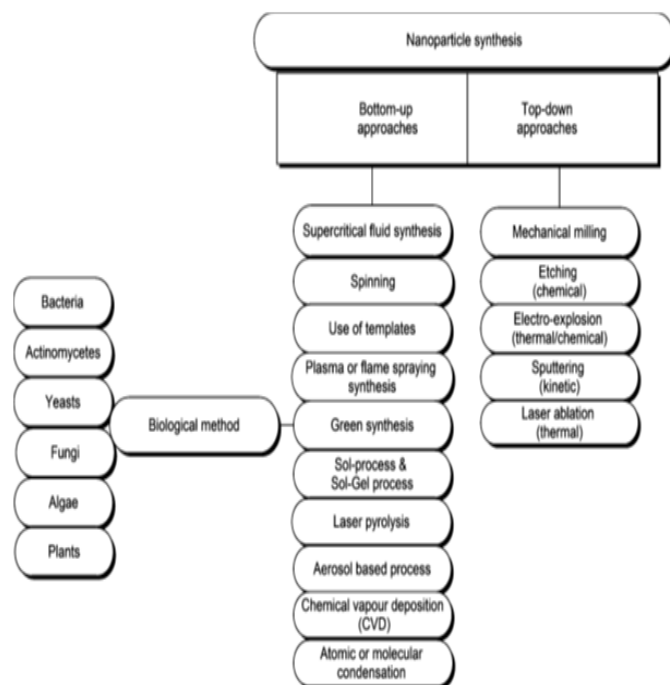 Nanoparticle synthesis
Bottom-up
approaches
Top-down
approaches
Supercritical fluid synthesis
Spinning
Use of templates
Plasma or flame spraying
synthesis
Green synthesis
Sol-process &
Sol-Gel process
Laser pyrolysis
Aerosol based process
Chemical vapour deposition
(CVD)
Atomic or molecular
condensation
Mechanical milling
Etching
(chemical)
Electro-explosion
(thermal/chemical)
Sputtering
(kinetic)
Laser ablation
(thermal)
Biological method
Bacteria
Actinomycetes
Yeasts
Fungi
Algae
Plants